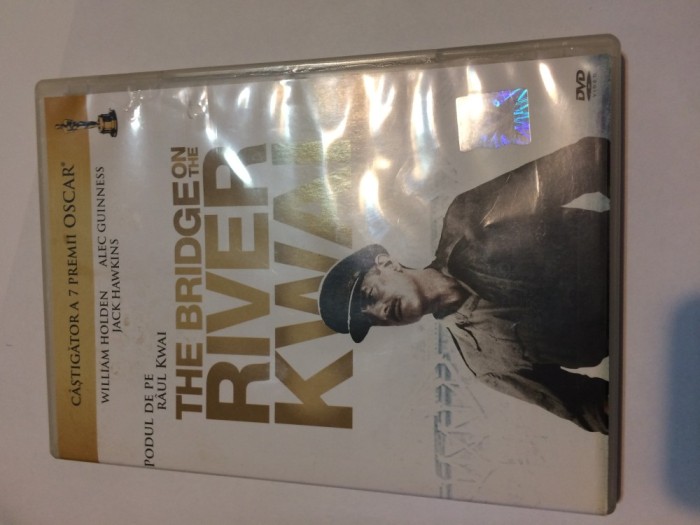 CÂȘTIGĂTOR A 7 PREMII OSCAR®
WILLIAM HOLDEN ALEC GUINNESS
JACK HAWKINS
PODUL DE PE
RÂUL KWAI
THE BRIDGE ON
THE
RIVER
KWAI
DVD
VIDEO